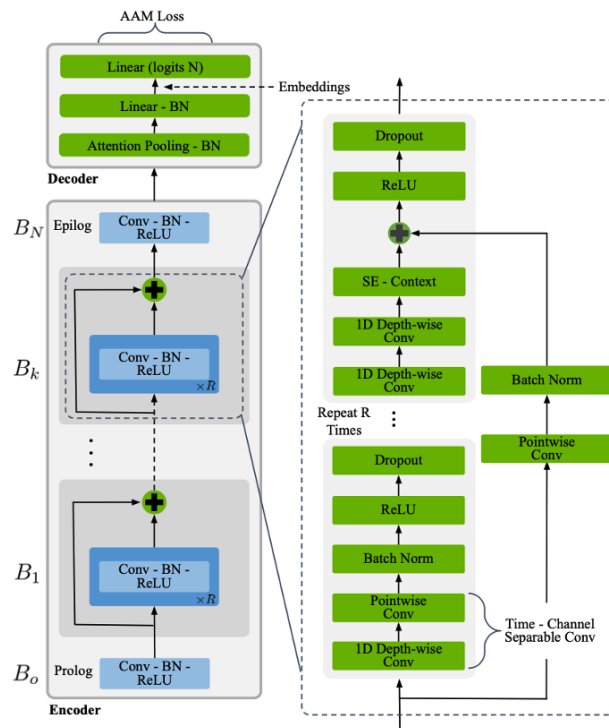 AAM Loss
Linear (logits N)
Embeddings
Linear - BN
Attention Pooling - BN
Decoder
B_N
Epilog
Conv - BN -
ReLU
B_k
Conv - BN -
ReLU
×R
B_1
Conv - BN -
ReLU
×R
B_o
Prolog
Conv - BN -
ReLU
Encoder
Dropout
ReLU
SE - Context
1D Depth-wise
Conv
1D Depth-wise
Conv
Repeat R
Times
Batch Norm
Pointwise
Conv
Dropout
ReLU
Batch Norm
Pointwise
Conv
1D Depth-wise
Conv
Time - Channel
Separable Conv